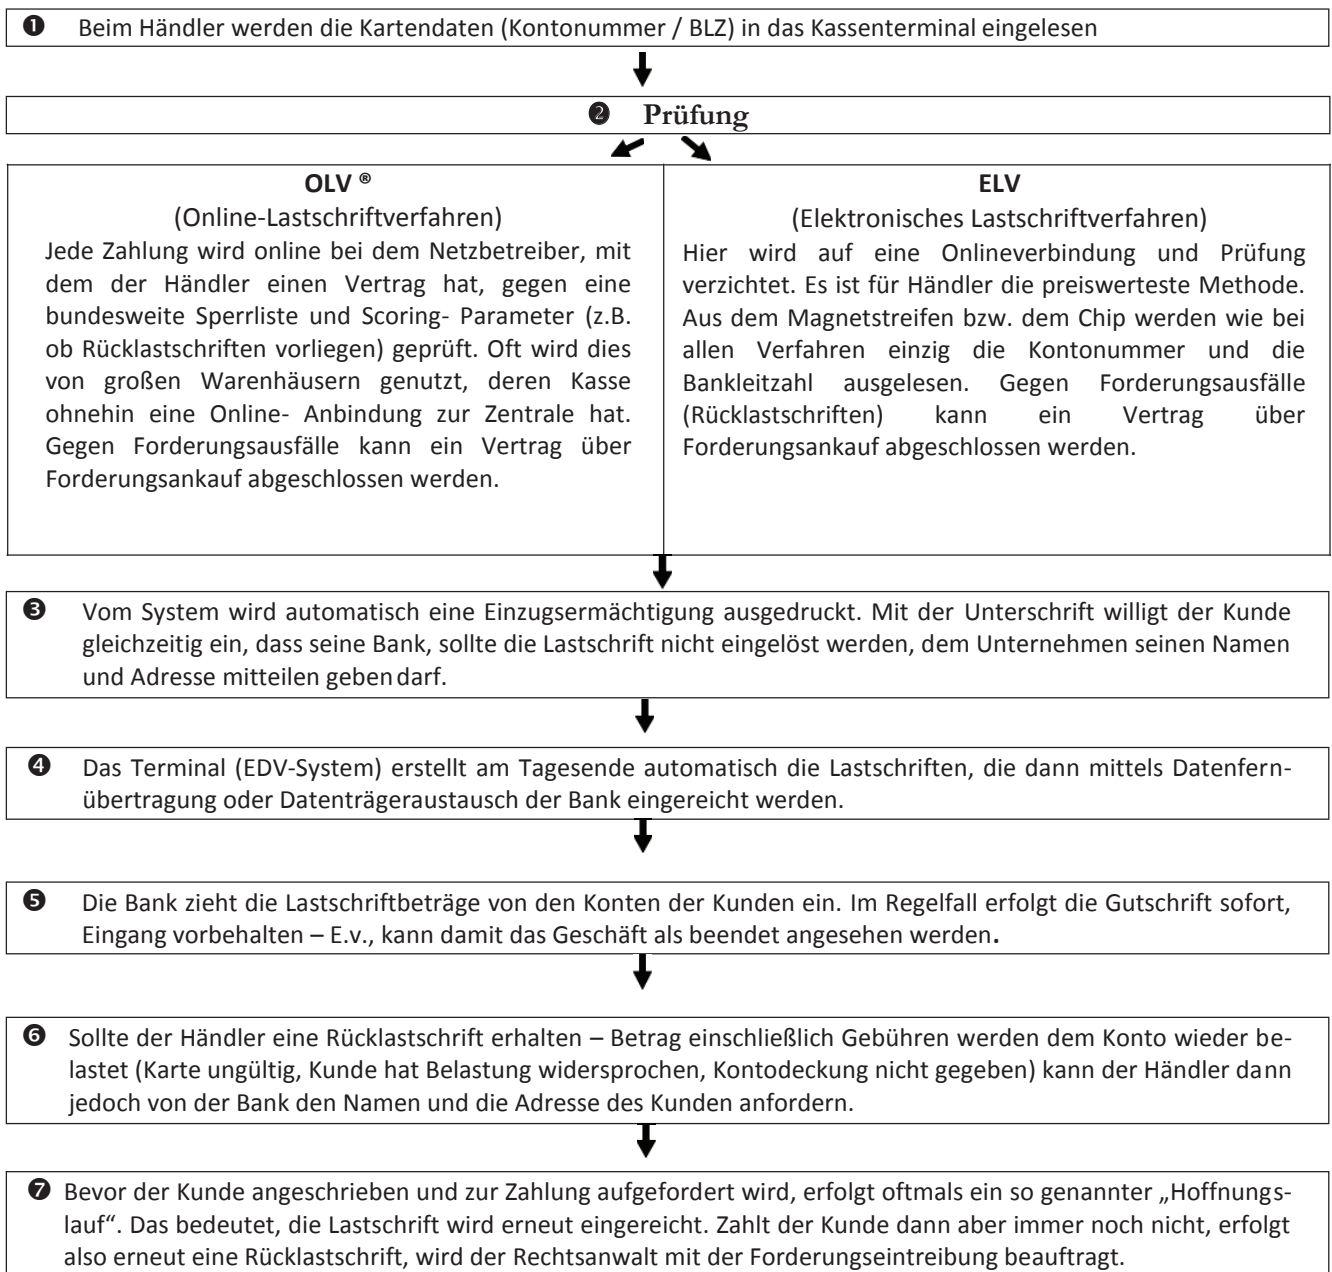 ❶ Beim Händler werden die Kartendaten (Kontonummer / BLZ) in das Kassenterminal eingelesen
❷ Prüfung
OLV ®
(Online-Lastschriftverfahren)
Jede Zahlung wird online bei dem Netzbetreiber, mit
dem der Händler einen Vertrag hat, gegen eine
bundesweite Sperrliste und Scoring- Parameter (z.B.
ob Rücklastschriften vorliegen) geprüft. Oft wird dies
von großen Warenhäusern genutzt, deren Kasse
ohnehin eine Online- Anbindung zur Zentrale hat.
Gegen Forderungsausfälle kann ein Vertrag über
Forderungsankauf abgeschlossen werden.
ELV
(Elektronisches Lastschriftverfahren)
Hier wird auf eine Onlineverbindung und Prüfung
verzichtet. Es ist für Händler die preiswerteste Methode.
Aus dem Magnetstreifen bzw. dem Chip werden wie bei
allen Verfahren einzig die Kontonummer und die
Bankleitzahl ausgelesen. Gegen Forderungsausfälle
(Rücklastschriften) kann ein Vertrag über
Forderungsankauf abgeschlossen werden.
❸ Vom System wird automatisch eine Einzugsermächtigung ausgedruckt. Mit der Unterschrift willigt der Kunde
gleichzeitig ein, dass seine Bank, sollte die Lastschrift nicht eingelöst werden, dem Unternehmen seinen Namen
und Adresse mitteilen geben darf.
❹ Das Terminal (EDV-System) erstellt am Tagesende automatisch die Lastschriften, die dann mittels Datenfern-
übertragung oder Datenträgeraustausch der Bank eingereicht werden.
❺ Die Bank zieht die Lastschriftbeträge von den Konten der Kunden ein. Im Regelfall erfolgt die Gutschrift sofort,
Eingang vorbehalten – E.v., kann damit das Geschäft als beendet angesehen werden.
❻ Sollte der Händler eine Rücklastschrift erhalten – Betrag einschließlich Gebühren werden dem Konto wieder be-
lastet (Karte ungültig, Kunde hat Belastung widersprochen, Kontodeckung nicht gegeben) kann der Händler dann
jedoch von der Bank den Namen und die Adresse des Kunden anfordern.
❼ Bevor der Kunde angeschrieben und zur Zahlung aufgefordert wird, erfolgt oftmals ein so genannter „Hoffnungs-
lauf“. Das bedeutet, die Lastschrift wird erneut eingereicht. Zahlt der Kunde dann aber immer noch nicht, erfolgt
also erneut eine Rücklastschrift, wird der Rechtsanwalt mit der Forderungseintreibung beauftragt.